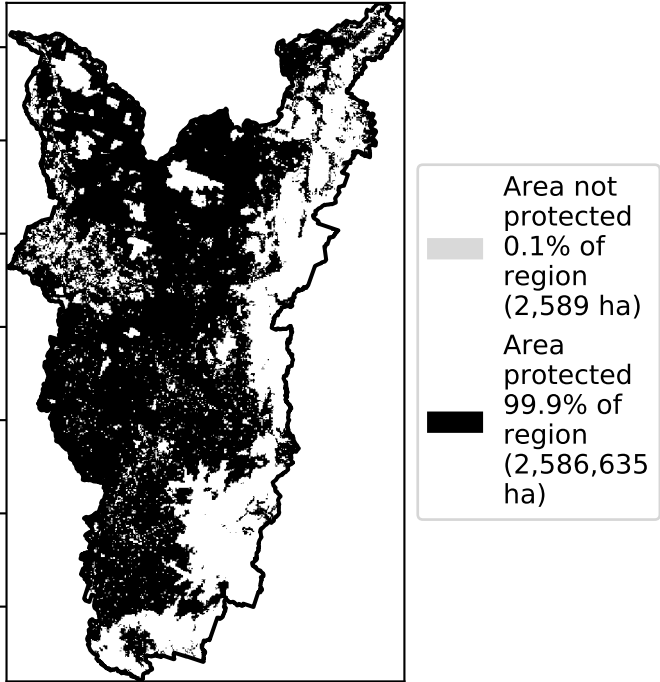 Area not
protected
0.1% of
region
(2,589 ha)
Area
protected
99.9% of
region
(2,586,635
ha)